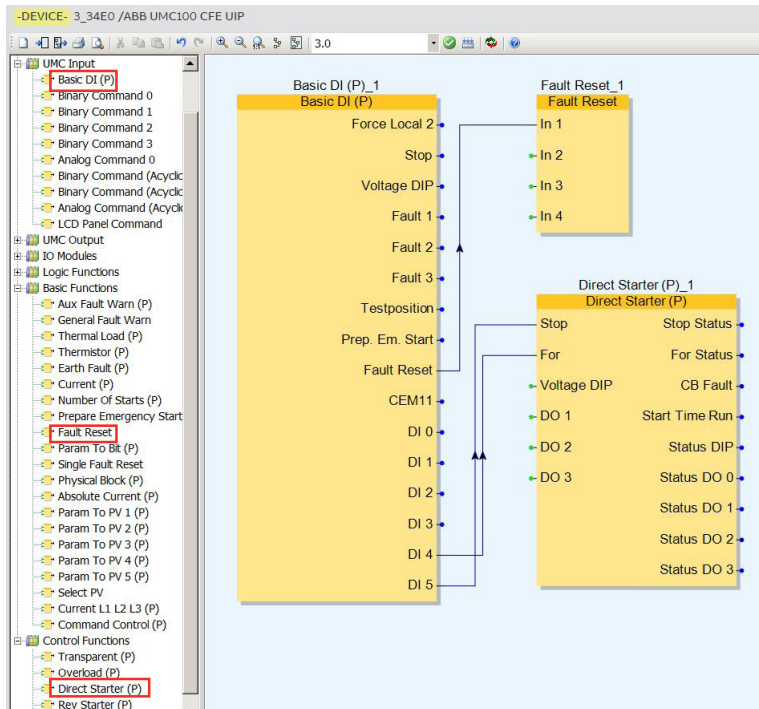 -DEVICE- 3_34E0 /ABB UMC100 CFE UIP
3.0
UMC Input
Basic DI (P)
Binary Command 0
Binary Command 1
Binary Command 2
Binary Command 3
Analog Command 0
Binary Command (Acyclic
Binary Command (Acyclic
Analog Command (Acyclic
LCD Panel Command
UMC Output
IO Modules
Logic Functions
Basic Functions
Aux Fault Warn (P)
General Fault Warn
Thermal Load (P)
Thermistor (P)
Earth Fault (P)
Current (P)
Number Of Starts (P)
Prepare Emergency Start
Fault Reset
Param To Bit (P)
Single Fault Reset
Physical Block (P)
Absolute Current (P)
Param To PV 1 (P)
Param To PV 2 (P)
Param To PV 3 (P)
Param To PV 4 (P)
Param To PV 5 (P)
Select PV
Current L1 L2 L3 (P)
Command Control (P)
Control Functions
Transparent (P)
Overload (P)
Direct Starter (P)
Rev Starter (P)
Basic DI (P)_1
Basic DI (P)
Force Local 2
Stop
Voltage DIP
Fault 1
Fault 2
Fault 3
Testposition
Prep. Em. Start
Fault Reset
CEM11
DI 0
DI 1
DI 2
DI 3
DI 4
DI 5
Fault Reset_1
Fault Reset
In 1
In 2
In 3
In 4
Direct Starter (P)_1
Direct Starter (P)
Stop Stop Status
For For Status
Voltage DIP CB Fault
DO 1 Start Time Run
DO 2 Status DIP
DO 3 Status DO 0
Status DO 1
Status DO 2
Status DO 3